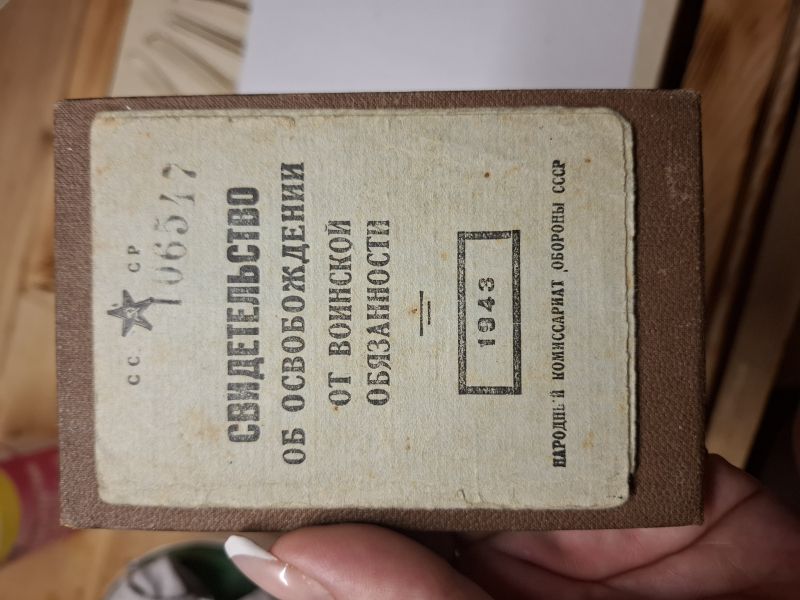 СС СР
106547
СВИДЕТЕЛЬСТВО
ОБ ОСВОБОЖДЕНИИ
ОТ ВОИНСКОЙ
ОБЯЗАННОСТИ
1943
НАРОДНЫЙ КОМИССАРИАТ ОБОРОНЫ СССР